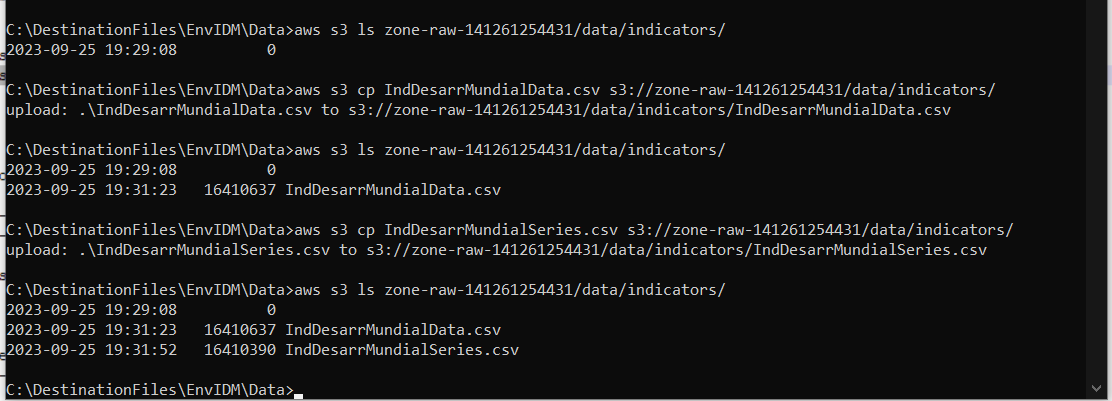 C:\DestinationFiles\EnvIDM\Data>aws s3 ls zone-raw-141261254431/data/indicators/
2023-09-25 19:29:08          0
C:\DestinationFiles\EnvIDM\Data>aws s3 cp IndDesarrMundialData.csv s3://zone-raw-141261254431/data/indicators/
upload: .\IndDesarrMundialData.csv to s3://zone-raw-141261254431/data/indicators/IndDesarrMundialData.csv
C:\DestinationFiles\EnvIDM\Data>aws s3 ls zone-raw-141261254431/data/indicators/
2023-09-25 19:29:08          0
2023-09-25 19:31:23   16410637 IndDesarrMundialData.csv
C:\DestinationFiles\EnvIDM\Data>aws s3 cp IndDesarrMundialSeries.csv s3://zone-raw-141261254431/data/indicators/
upload: .\IndDesarrMundialSeries.csv to s3://zone-raw-141261254431/data/indicators/IndDesarrMundialSeries.csv
C:\DestinationFiles\EnvIDM\Data>aws s3 ls zone-raw-141261254431/data/indicators/
2023-09-25 19:29:08          0
2023-09-25 19:31:23   16410637 IndDesarrMundialData.csv
2023-09-25 19:31:52   16410390 IndDesarrMundialSeries.csv
C:\DestinationFiles\EnvIDM\Data>